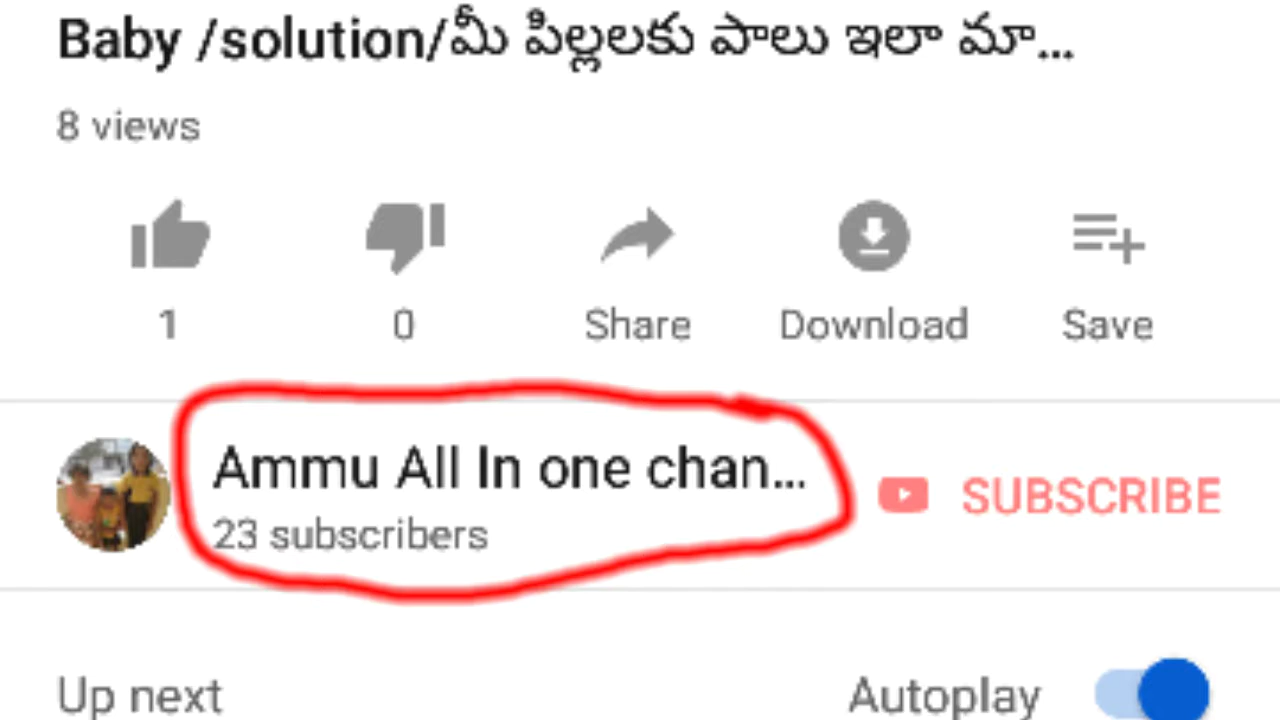 Baby /solution/మీ పిల్లలకు పాలు ఇలా మా...
8 views
1
0
Share
Download
Save
Ammu All In one chan...
23 subscribers
SUBSCRIBE
Up next
Autoplay